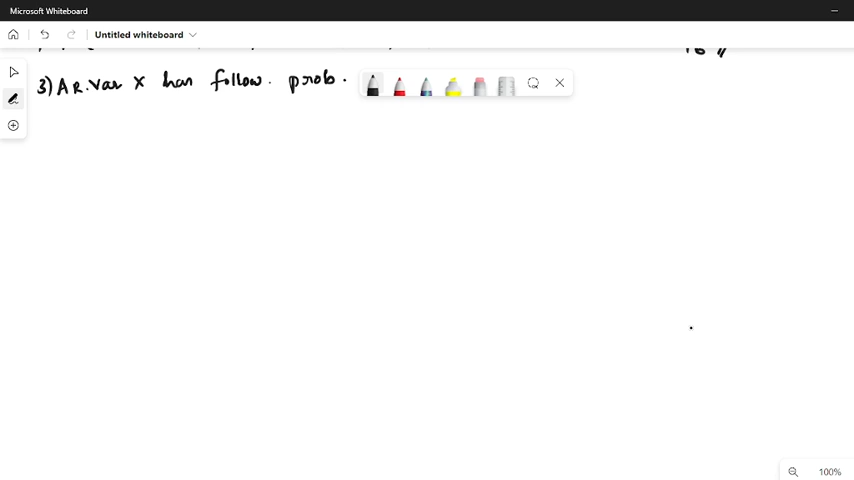 Microsoft Whiteboard
Untitled whiteboard
3) A R.Var X has follow. prob.
100%